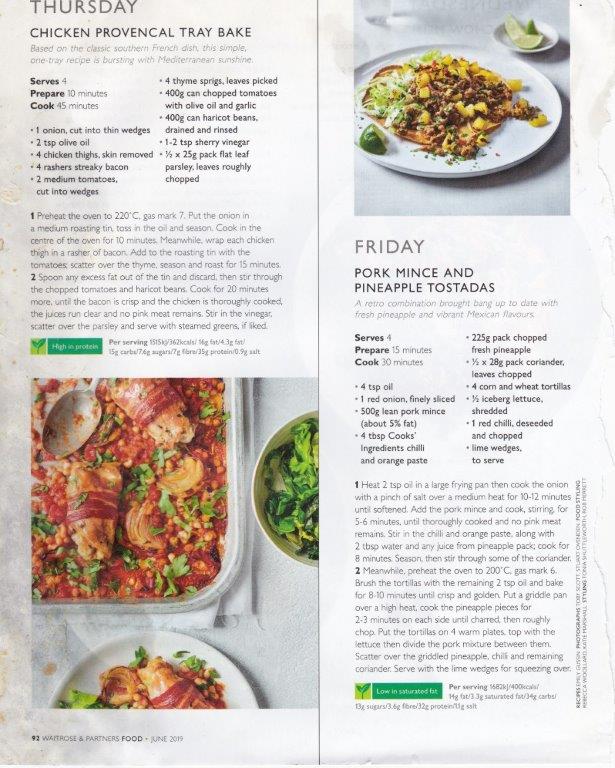 THURSDAY
CHICKEN PROVENCAL TRAY BAKE
Based on the classic southern French dish, this simple,
one-tray recipe is bursting with Mediterranean sunshine.
Serves 4
Prepare 10 minutes
Cook 45 minutes
• 1 onion, cut into thin wedges
• 2 tsp olive oil
• 4 chicken thighs, skin removed
• 4 rashers streaky bacon
• 2 medium tomatoes,
cut into wedges
• 4 thyme sprigs, leaves picked
• 400g can chopped tomatoes
with olive oil and garlic
• 400g can haricot beans,
drained and rinsed
• 1-2 tsp sherry vinegar
• ½ x 25g pack flat leaf
parsley, leaves roughly
chopped
1 Preheat the oven to 220˚C, gas mark 7. Put the onion in
a medium roasting tin, toss in the oil and season. Cook in the
centre of the oven for 10 minutes. Meanwhile, wrap each chicken
thigh in a rasher of bacon. Add to the roasting tin with the
tomatoes; scatter over the thyme, season and roast for 15 minutes.
2 Spoon any excess fat out of the tin and discard, then stir through
the chopped tomatoes and haricot beans. Cook for 20 minutes
more, until the bacon is crisp and the chicken is thoroughly cooked,
the juices run clear and no pink meat remains. Stir in the vinegar,
scatter over the parsley and serve with steamed greens, if liked.
High in protein
Per serving 1515kj/362kcals/ 16g fat/4.3g fat/
15g carbs/7.6g sugars/7g fibre/35g protein/0.9g salt
92 WAITROSE & PARTNERS FOOD • JUNE 2019
FRIDAY
PORK MINCE AND
PINEAPPLE TOSTADAS
A retro combination brought bang up to date with
fresh pineapple and vibrant Mexican flavours.
Serves 4
Prepare 15 minutes
Cook 30 minutes
• 4 tsp oil
• 1 red onion, finely sliced
• 500g lean pork mince
(about 5% fat)
• 4 tbsp Cooks'
Ingredients chilli
and orange paste
• 225g pack chopped
fresh pineapple
• ½ x 28g pack coriander,
leaves chopped
• 4 corn and wheat tortillas
• ½ iceberg lettuce,
shredded
• 1 red chilli, deseeded
and chopped
• lime wedges,
to serve
1 Heat 2 tsp oil in a large frying pan then cook the onion
with a pinch of salt over a medium heat for 10-12 minutes
until softened. Add the pork mince and cook, stirring, for
5-6 minutes, until thoroughly cooked and no pink meat
remains. Stir in the chilli and orange paste, along with
2 tbsp water and any juice from pineapple pack; cook for
8 minutes. Season, then stir through some of the coriander.
2 Meanwhile, preheat the oven to 200˚C, gas mark 6.
Brush the tortillas with the remaining 2 tsp oil and bake
for 8-10 minutes until crisp and golden. Put a griddle pan
over a high heat, cook the pineapple pieces for
2-3 minutes on each side until charred, then roughly
chop. Put the tortillas on 4 warm plates, top with the
lettuce then divide the pork mixture between them.
Scatter over the griddled pineapple, chilli and remaining
coriander. Serve with the lime wedges for squeezing over.
Low in saturated fat
Per serving 1682kj/400kcals/
14g fat/3.3g saturated fat/34g carbs/
13g sugars/3.6g fibre/32g protein/1.1g salt
RECIPES EMILY PHOTOGRAPHS TOBY SCOTT, STUART OVENDEN FOOD STYLING
REBECCA WOOLLARD, KATIE MARSHALL, STYLING TONIA SHUTTLEWORTH, ROB MERRETT